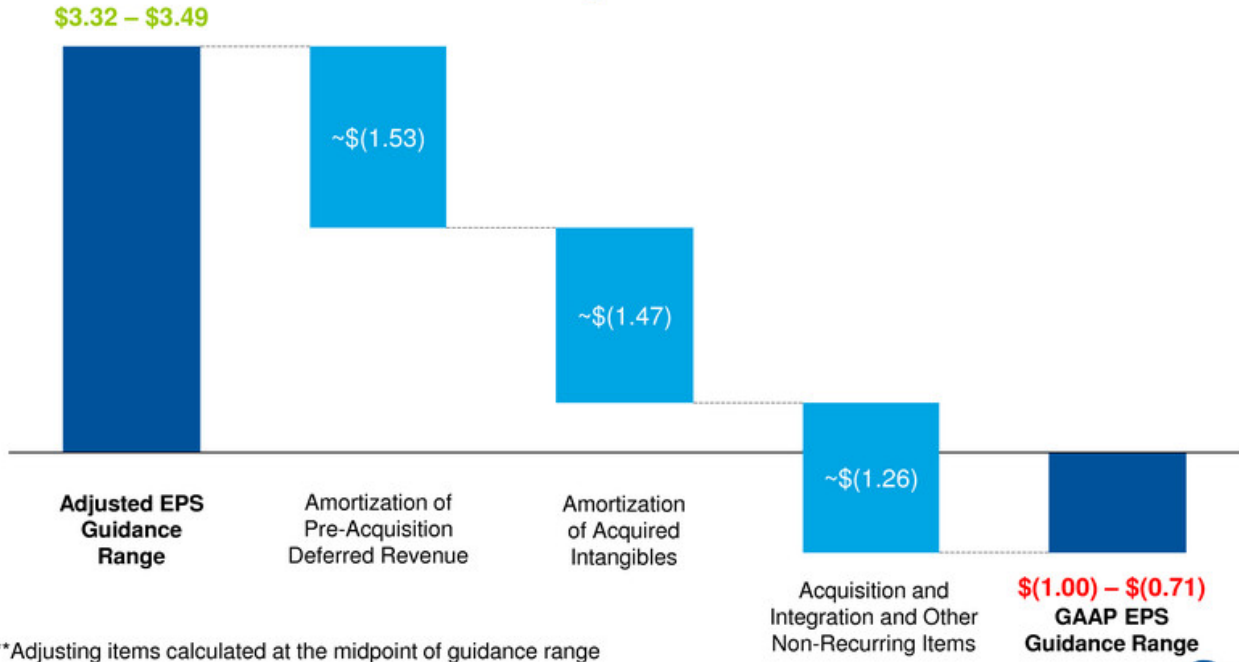 $3.32 – $3.49
~$(1.53)
~$(1.47)
~$(1.26)
Adjusted EPS
Guidance
Range
Amortization of
Pre-Acquisition
Deferred Revenue
Amortization
of Acquired
Intangibles
Acquisition and
Integration and Other
Non-Recurring Items
$(1.00) – $(0.71)
GAAP EPS
Guidance Range
**Adjusting items calculated at the midpoint of guidance range